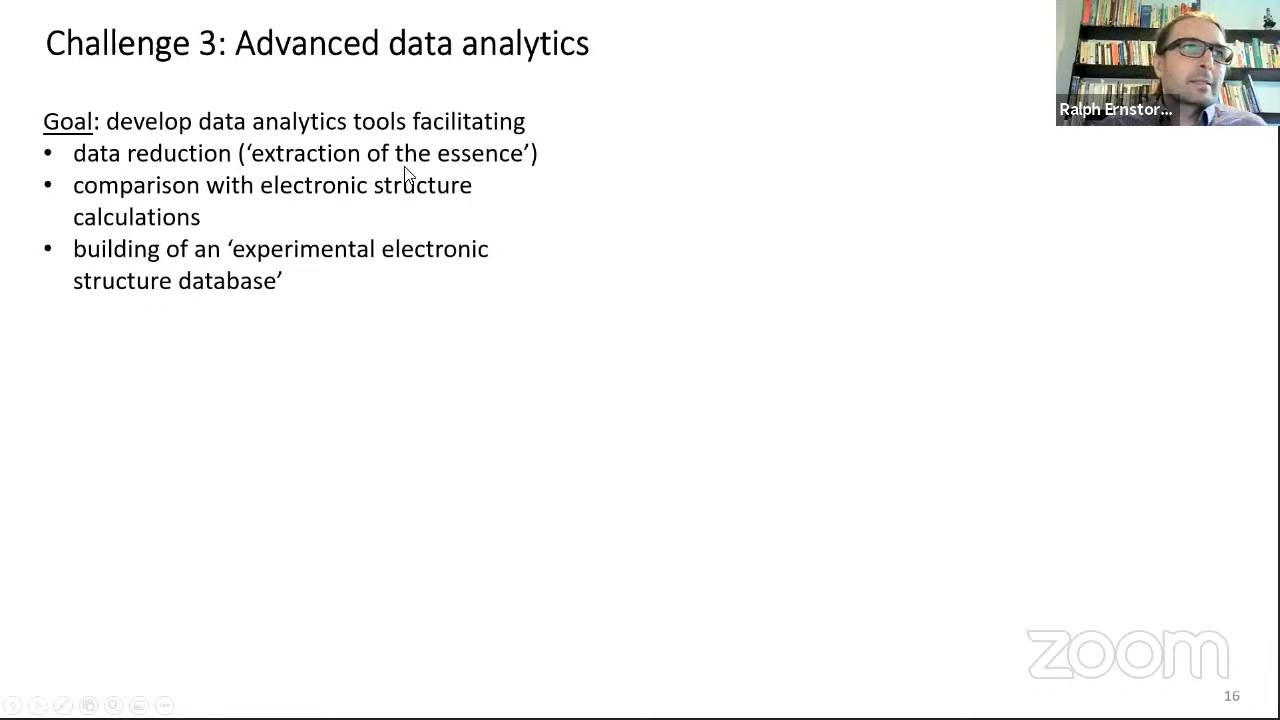 Challenge 3: Advanced data analytics
Ralph Ernstor...
Goal: develop data analytics tools facilitating
• data reduction (‘extraction of the essence’)
• comparison with electronic structure
calculations
• building of an ‘experimental electronic
structure database’
zoom
16